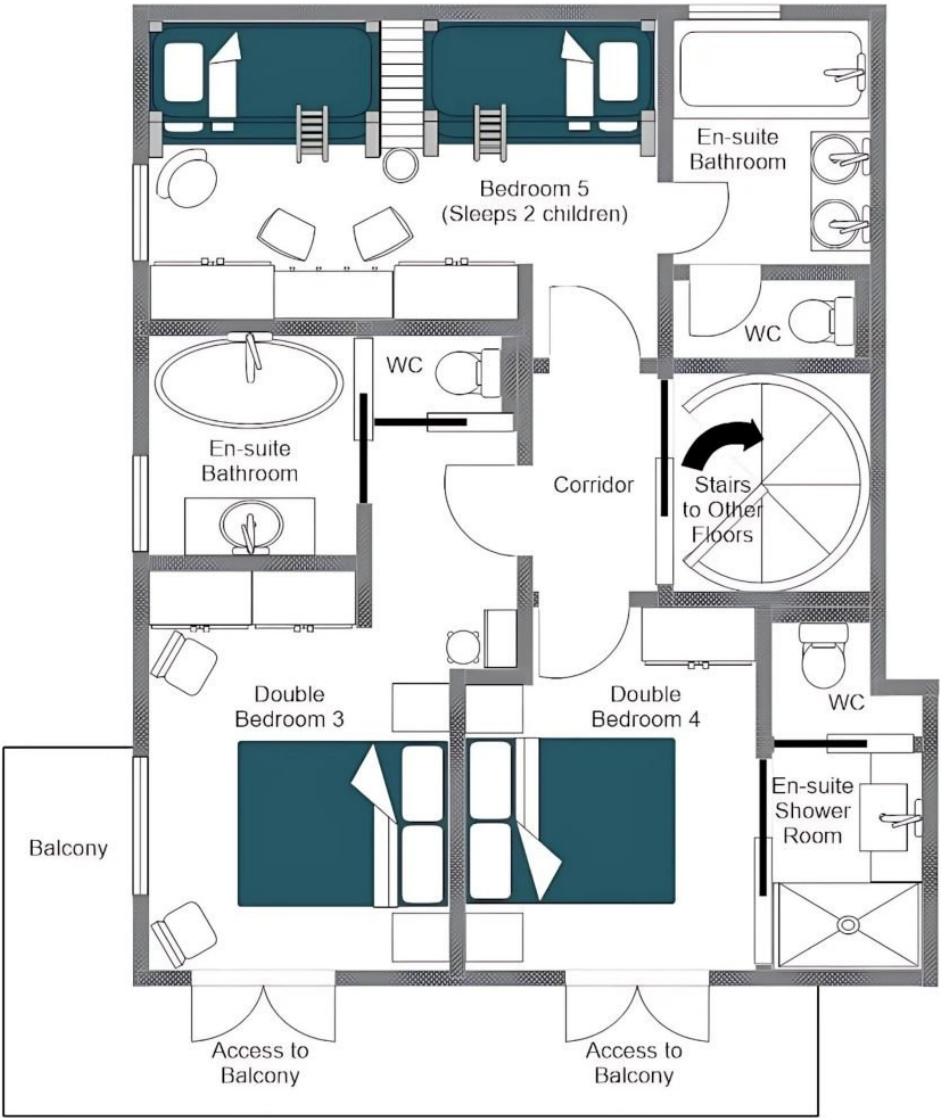 En-suite
Bathroom
Bedroom 5
(Sleeps 2 children)
WC
WC
En-suite
Bathroom
Corridor
Stairs
to Other
Floors
Double
Bedroom 3
Double
Bedroom 4
WC
En-suite
Shower
Room
Balcony
Access to
Balcony
Access to
Balcony